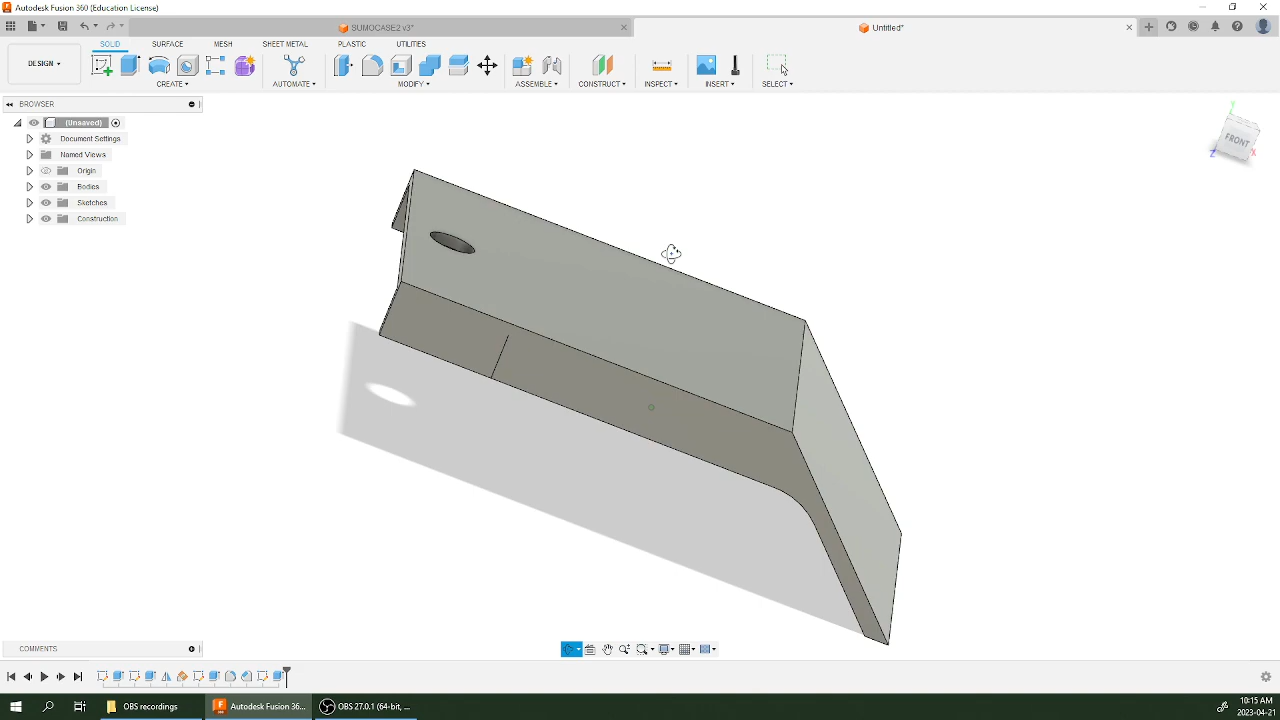 Autodesk Fusion 360 (Education License)
SUMOCASE2 v3*
Untitled*
DESIGN
SOLID
SURFACE
MESH
SHEET METAL
PLASTIC
UTILITIES
CREATE
AUTOMATE
MODIFY
ASSEMBLE
CONSTRUCT
INSPECT
INSERT
SELECT
BROWSER
(Unsaved)
Document Settings
Named Views
Origin
Bodies
Sketches
Construction
Y
FRONT
Z
X
COMMENTS
OBS recordings
Autodesk Fusion 36...
OBS 27.0.1 (64-bit, ...
10:15 AM
2023-04-21